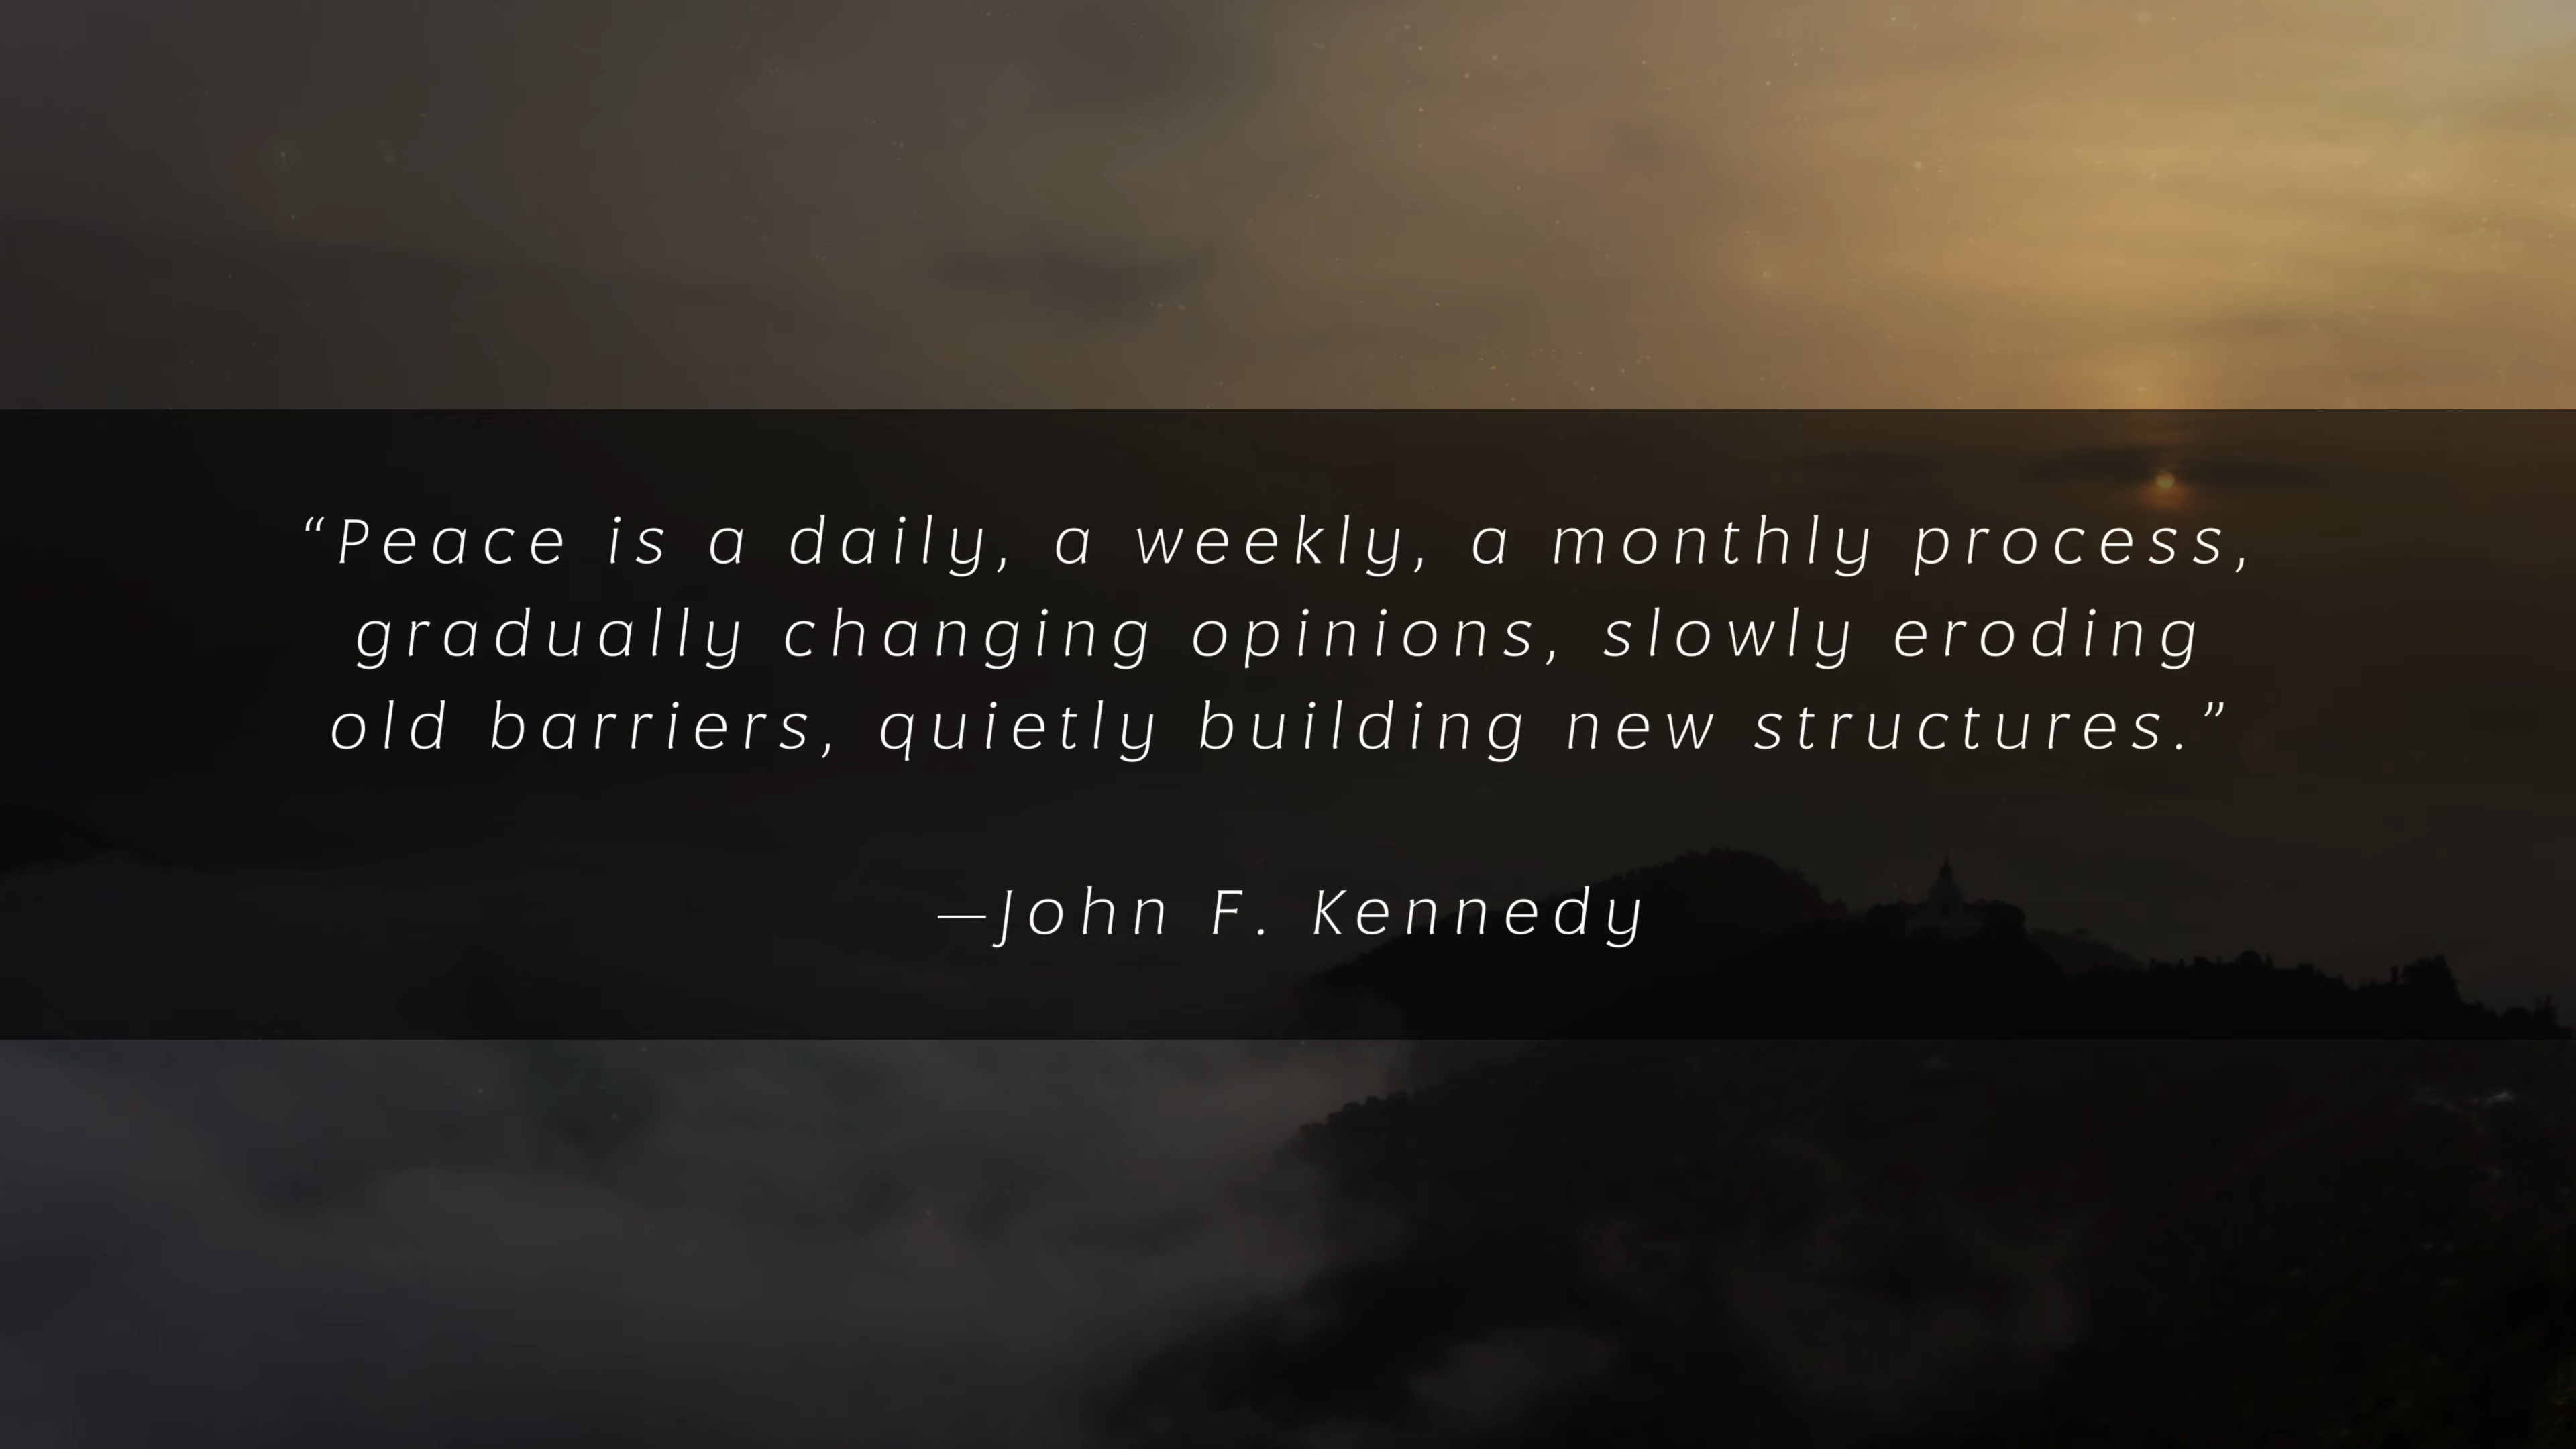 “Peace is a daily, a weekly, a monthly process,
gradually changing opinions, slowly eroding
old barriers, quietly building new structures.”
—John F. Kennedy